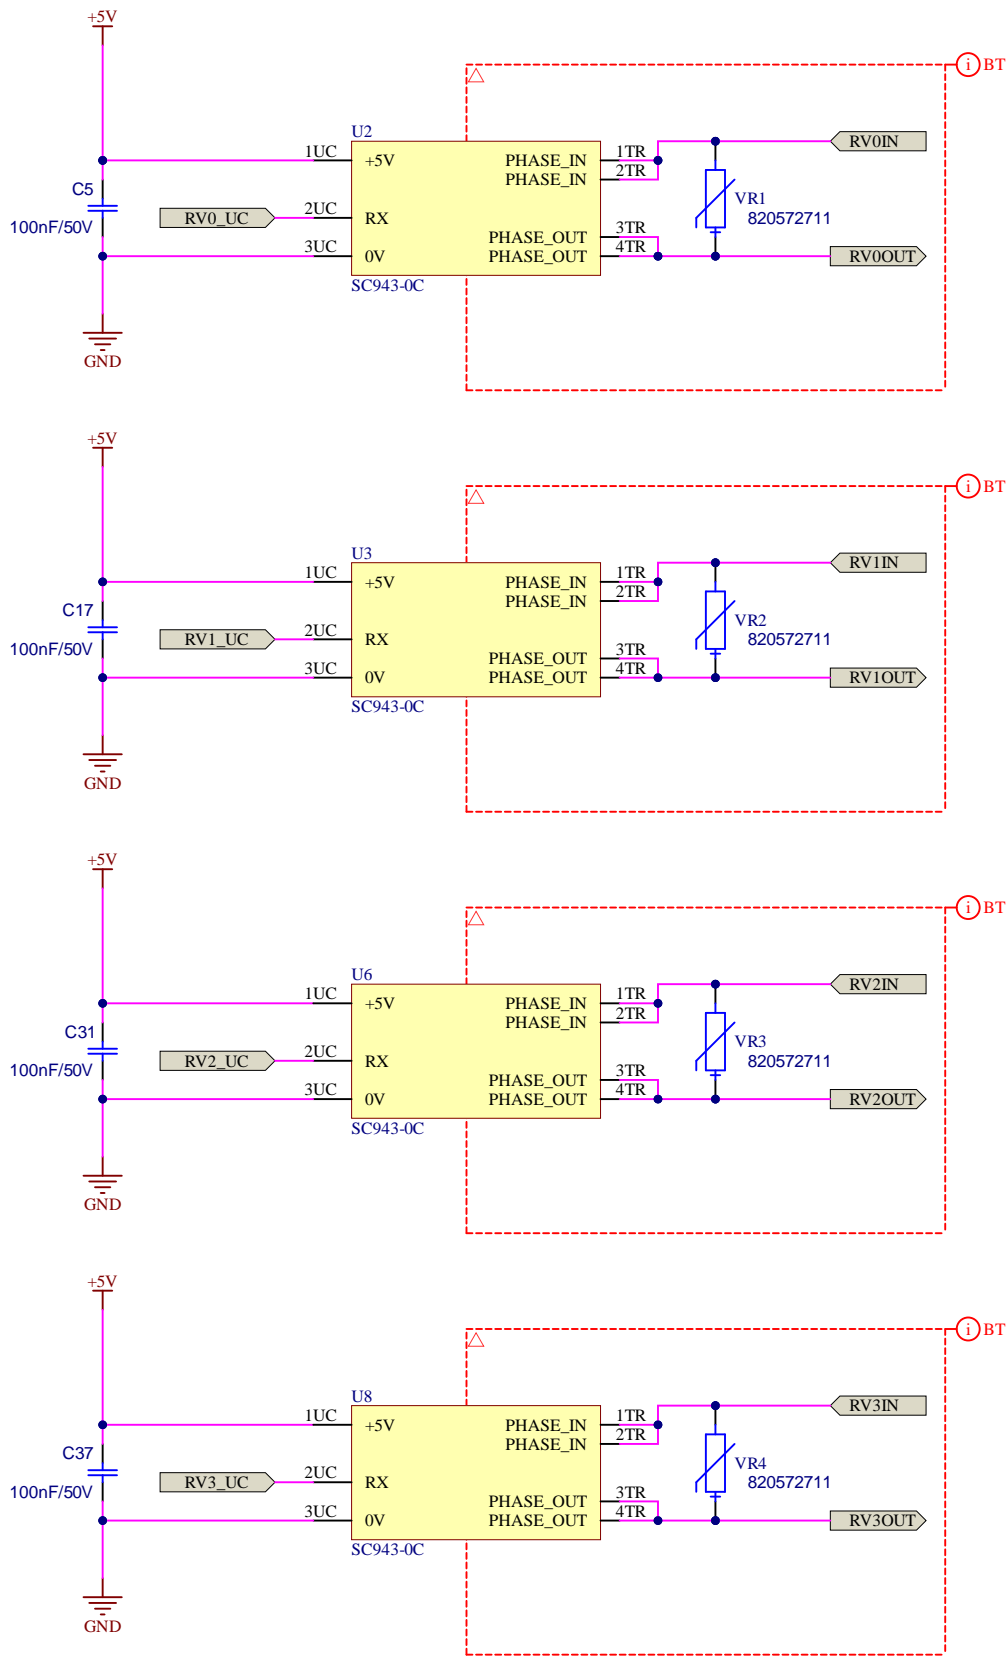 +5V
BT
U2
1UC +5V PHASE_IN 1TR RV0IN
PHASE_IN 2TR
C5
VR1
100nF/50V RV0_UC 2UC RX 820572711
PHASE_OUT 3TR
3UC 0V PHASE_OUT 4TR RV0OUT
SC943-0C
GND
+5V
BT
U3
1UC +5V PHASE_IN 1TR RV1IN
PHASE_IN 2TR
C17
VR2
100nF/50V RV1_UC 2UC RX 820572711
PHASE_OUT 3TR
3UC 0V PHASE_OUT 4TR RV1OUT
SC943-0C
GND
+5V
BT
U6
1UC +5V PHASE_IN 1TR RV2IN
PHASE_IN 2TR
C31
VR3
100nF/50V RV2_UC 2UC RX 820572711
PHASE_OUT 3TR
3UC 0V PHASE_OUT 4TR RV2OUT
SC943-0C
GND
+5V
BT
U8
1UC +5V PHASE_IN 1TR RV3IN
PHASE_IN 2TR
C37
VR4
100nF/50V RV3_UC 2UC RX 820572711
PHASE_OUT 3TR
3UC 0V PHASE_OUT 4TR RV3OUT
SC943-0C
GND